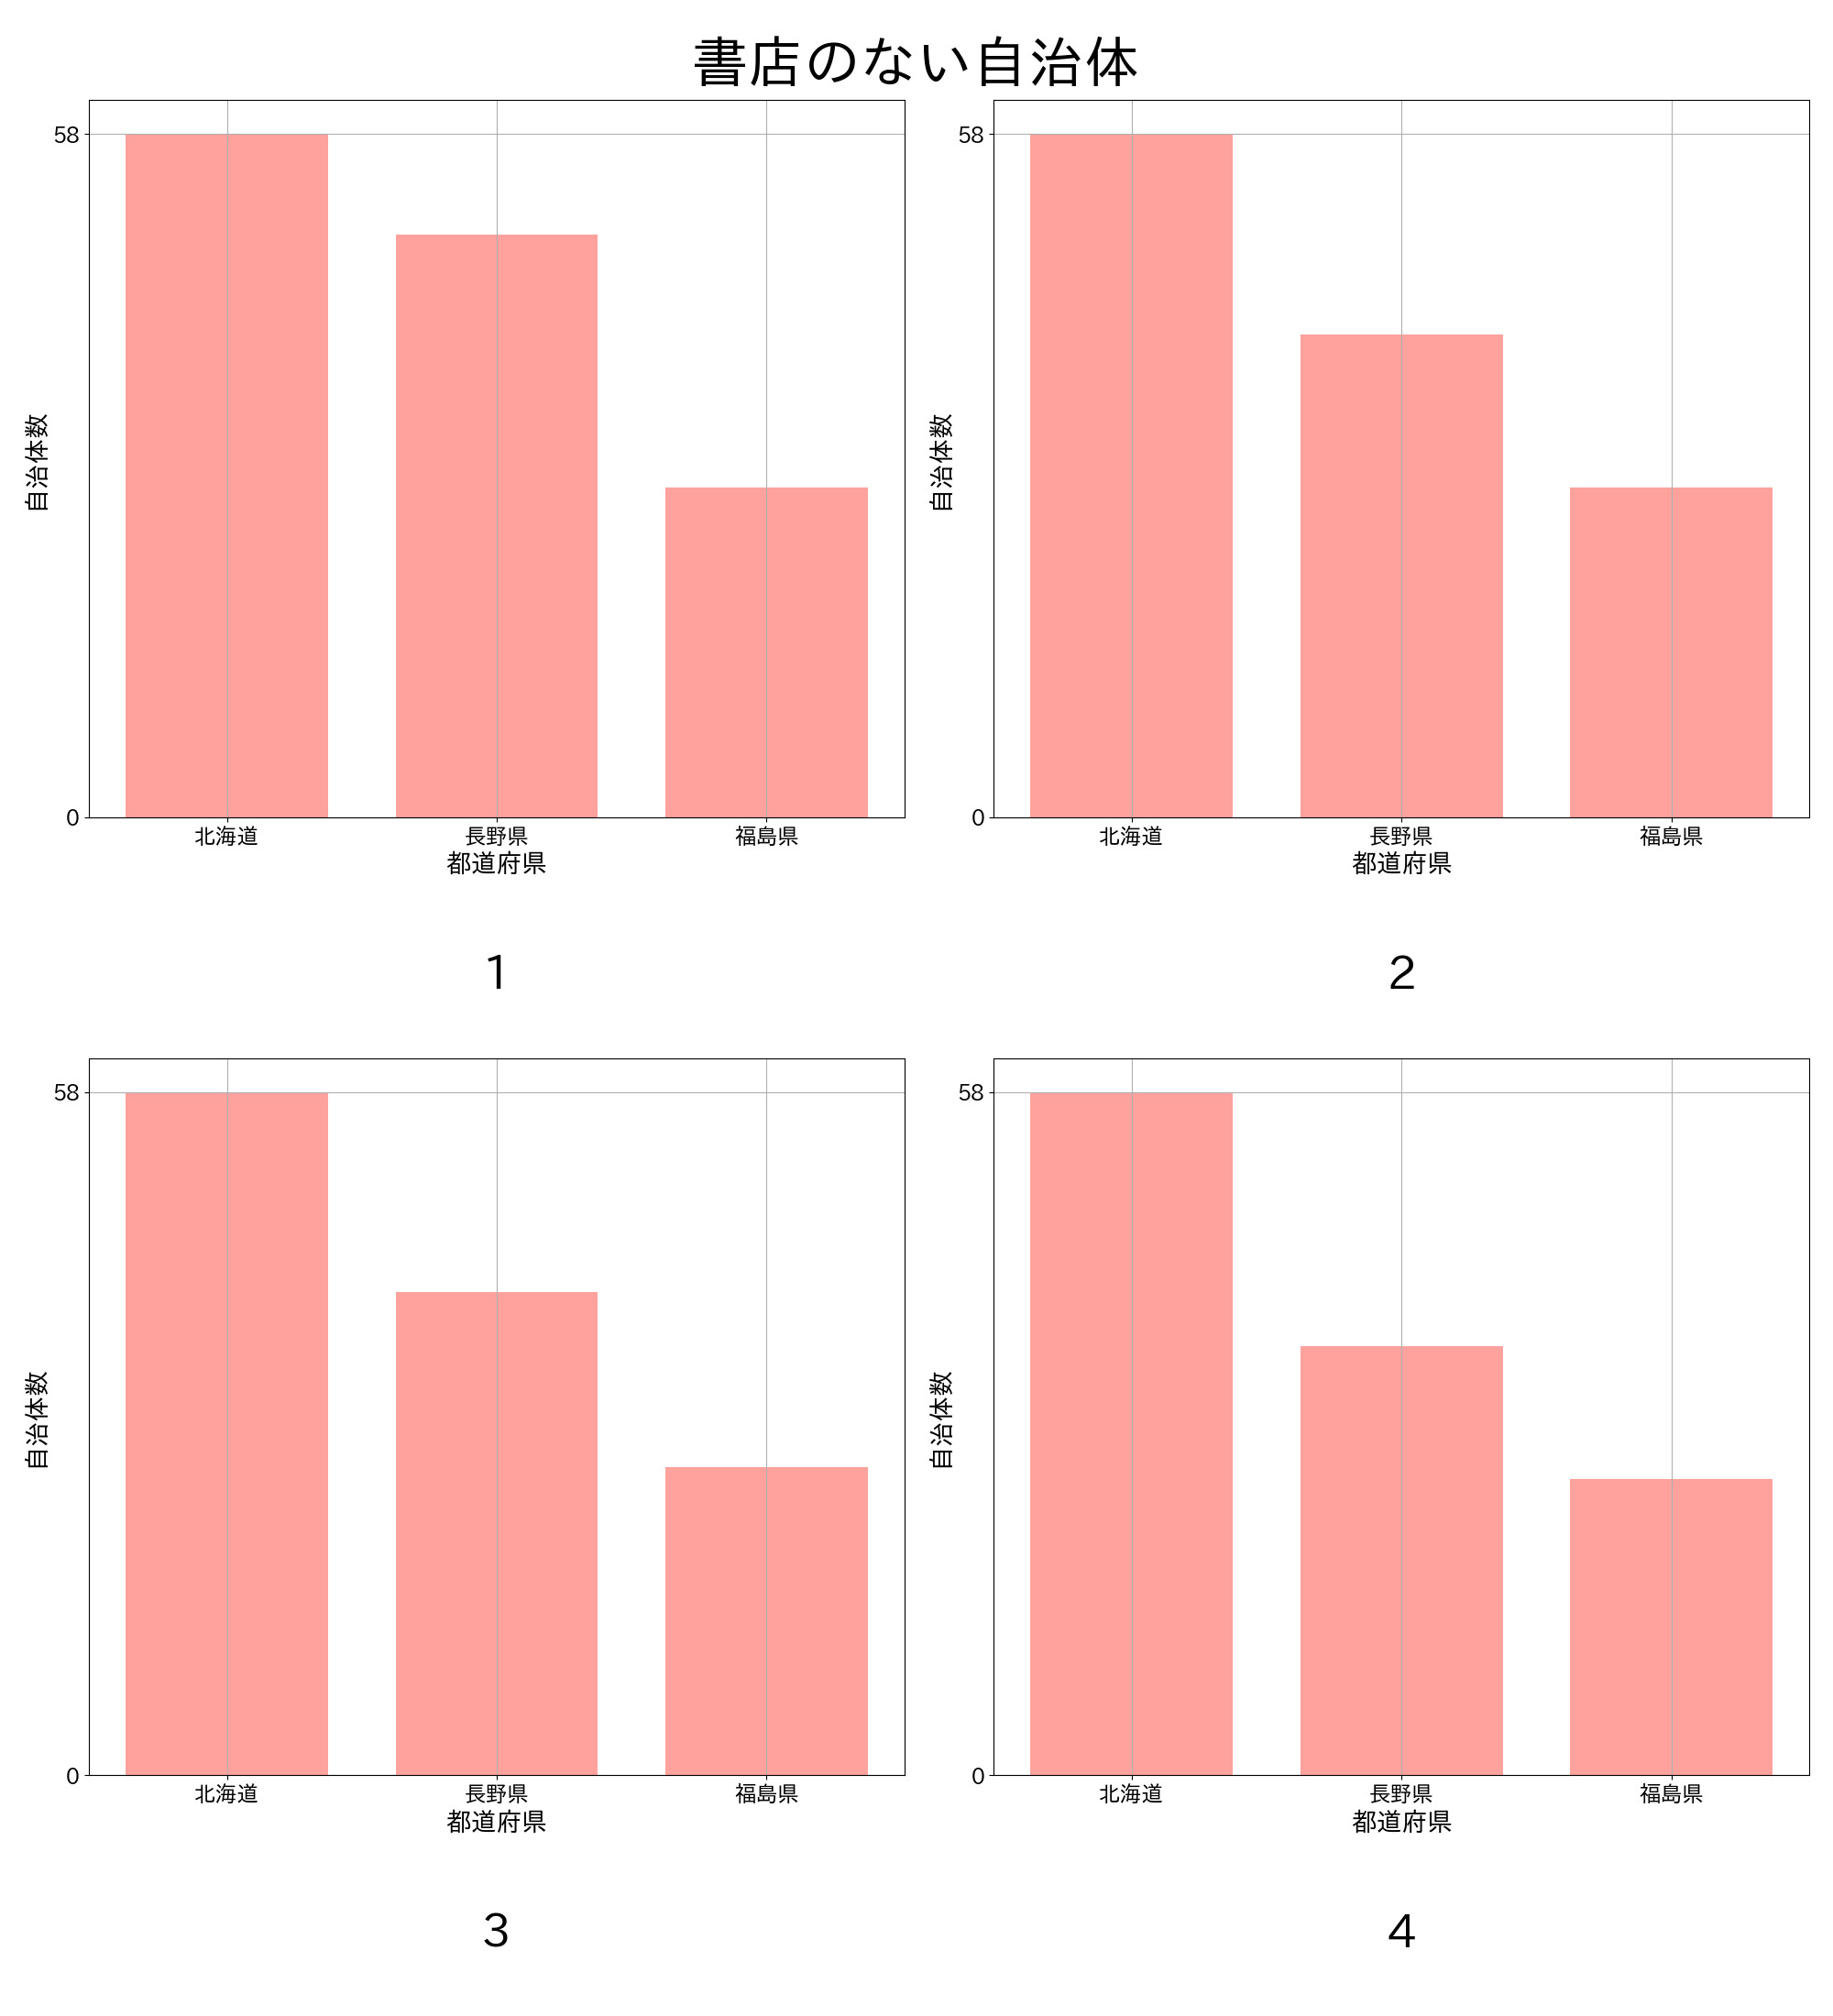 書店のない自治体
58
0
自治体数
北海道 長野県 福島県
都道府県
1
58
0
自治体数
北海道 長野県 福島県
都道府県
2
58
0
自治体数
北海道 長野県 福島県
都道府県
3
58
0
自治体数
北海道 長野県 福島県
都道府県
4